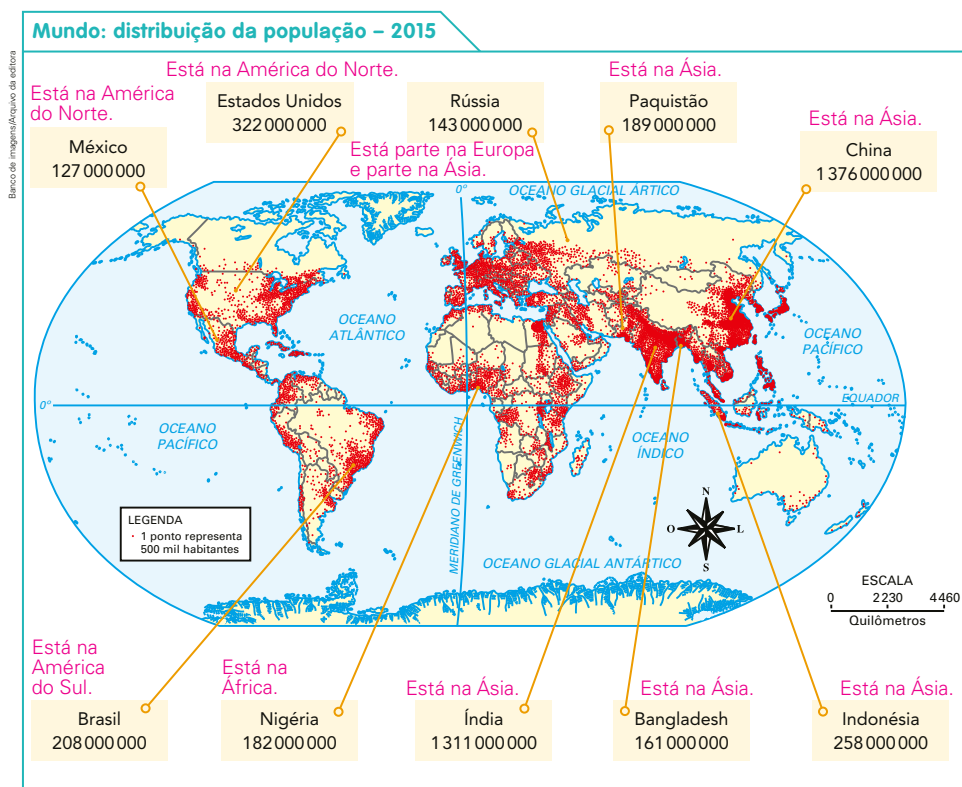 Mundo: distribuição da população – 2015
Banco de imagens/Arquivo da editora
Está na América do Norte.
Estados Unidos
322 000 000
Está na América
do Norte.
México
127 000 000
Rússia
143 000 000
Está parte na Europa
e parte na Ásia.
Está na Ásia.
Paquistão
189 000 000
Está na Ásia.
China
1 376 000 000
0°
OCEANO GLACIAL ÁRTICO
OCEANO
ATLÂNTICO
OCEANO
PACÍFICO
0°
EQUADOR
OCEANO
PACÍFICO
OCEANO
ÍNDICO
MERIDIANO DE GREENWICH
LEGENDA
1 ponto representa
500 mil habitantes
N
O L
S
OCEANO GLACIAL ANTÁRTICO
ESCALA
0 2 230 4 460
Quilômetros
Está na
América
do Sul.
Brasil
208 000 000
Está na
África.
Nigéria
182 000 000
Está na Ásia.
Índia
1 311 000 000
Está na Ásia.
Bangladesh
161 000 000
Está na Ásia.
Indonésia
258 000 000